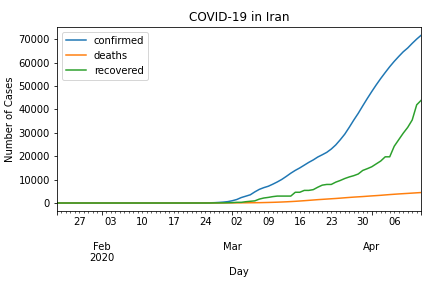 COVID-19 in Iran
confirmed
deaths
recovered
Number of Cases
70000
60000
50000
40000
30000
20000
10000
0
27 03 10 17 24 02 09 16 23 30 06
Feb Mar Apr
2020
Day